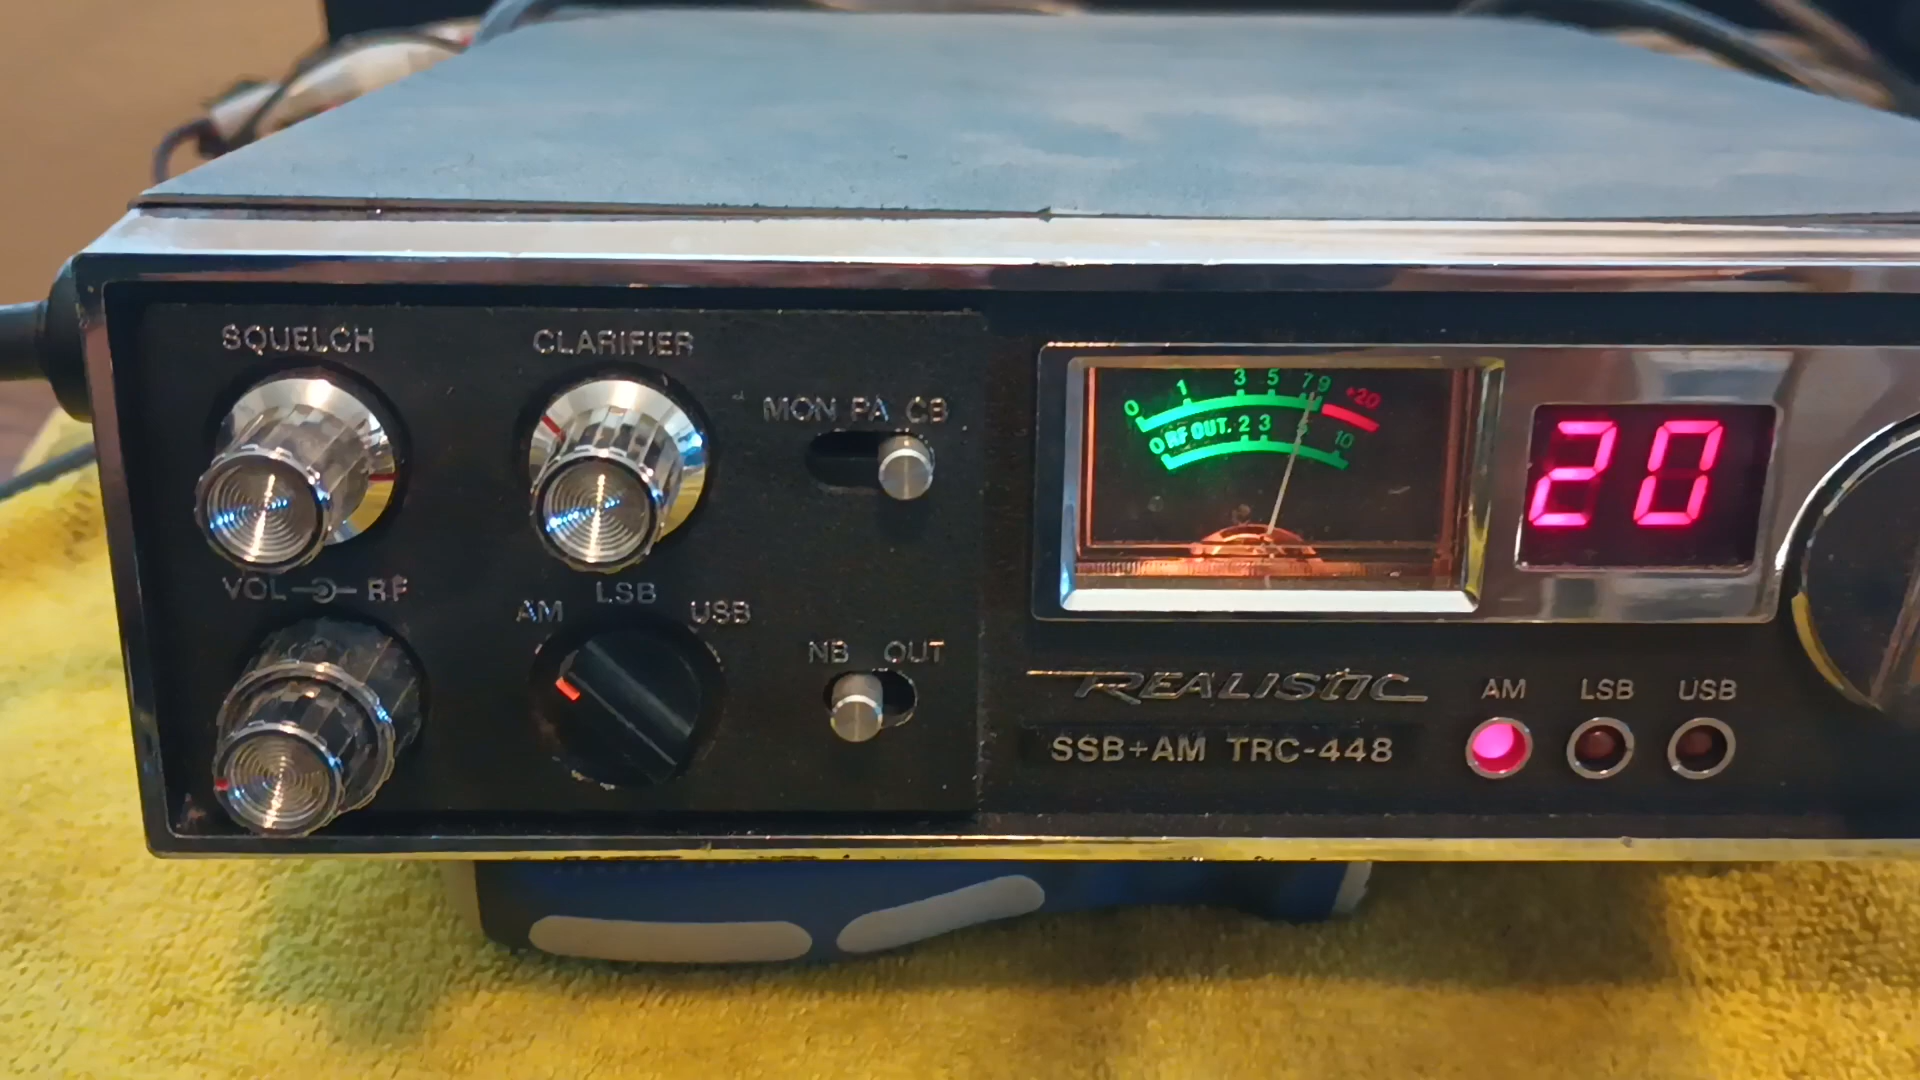 SQUELCH
CLARIFIER
MON PA CB
VOL RF
AM LSB USB
NB OUT
0 1 3 5 7 9 +20
0 RF OUT. 2 3 10
20
REALISTIC
SSB+AM TRC-448
AM LSB USB